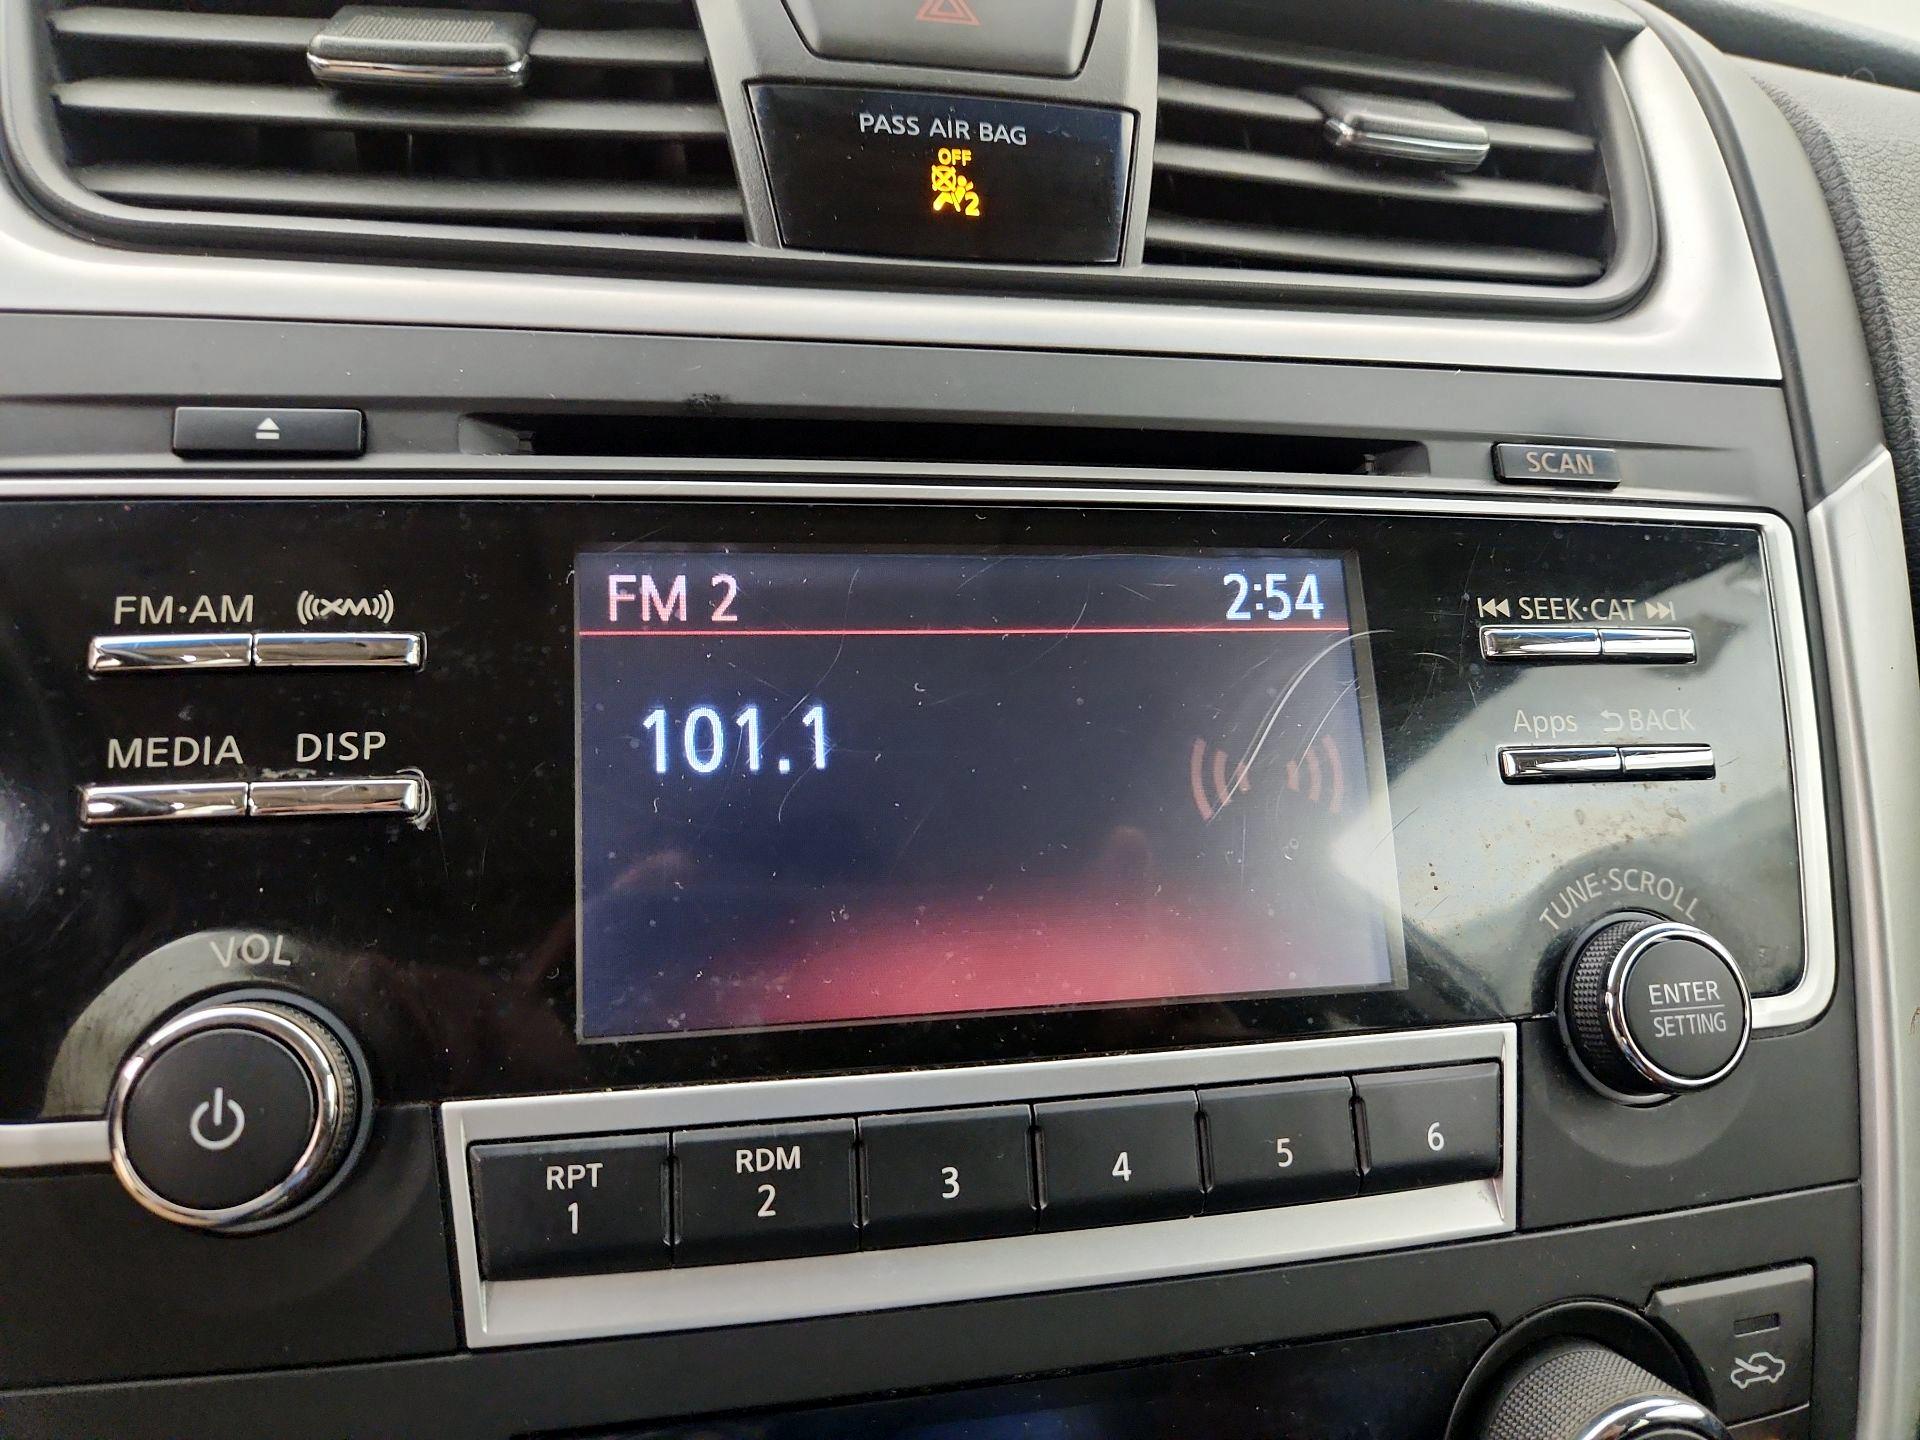 PASS AIR BAG
OFF
2
SCAN
FM·AM XM
FM 2 2:54
SEEK·CAT
MEDIA DISP
101.1
Apps BACK
VOL
TUNE·SCROLL
ENTER
SETTING
RPT
1
RDM
2
3
4
5
6